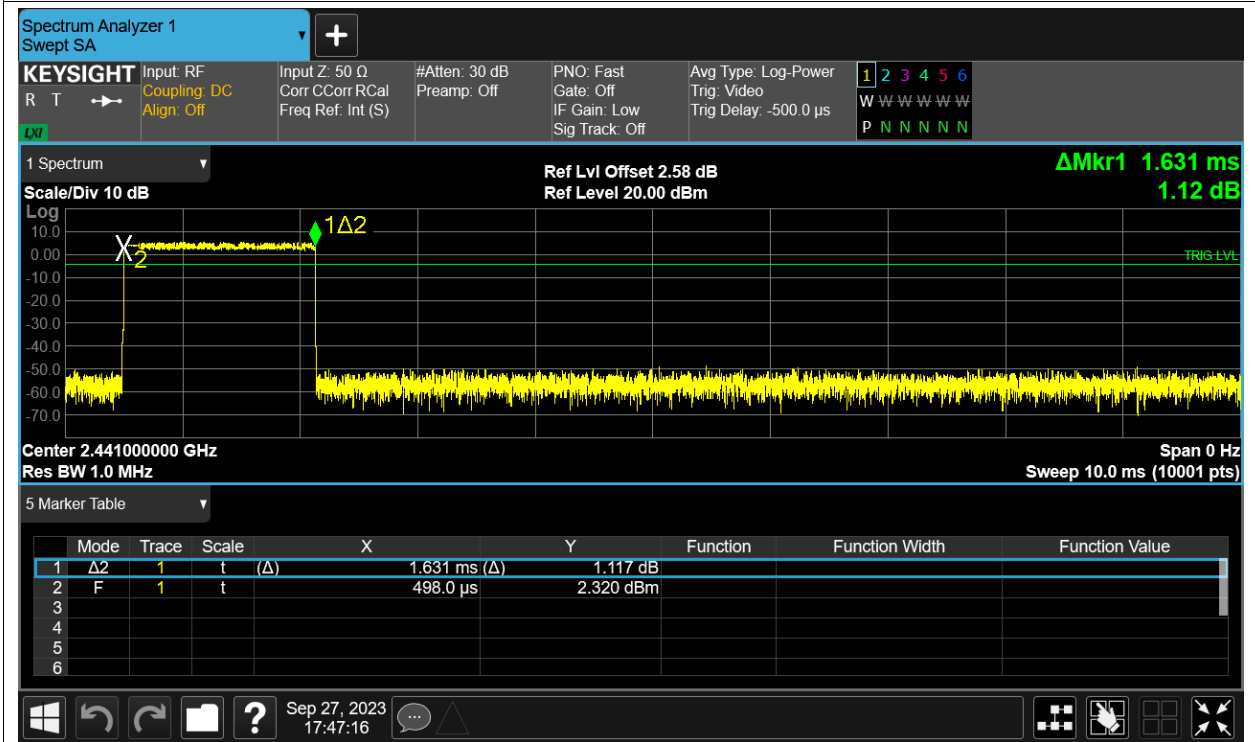 Spectrum Analyzer 1
Swept SA
+
KEYSIGHT Input: RF Input Z: 50 Ω #Atten: 30 dB PNO: Fast Avg Type: Log-Power 1 2 3 4 5 6
R T Coupling: DC Corr CCorr RCal Preamp: Off Gate: Off Trig: Video
Align: Off Freq Ref: Int (S) IF Gain: Low Trig Delay: -500.0 µs W W W W W W
LXI Sig Track: Off P N N N N N
1 Spectrum Ref Lvl Offset 2.58 dB ΔMkr1 1.631 ms
Scale/Div 10 dB Ref Level 20.00 dBm 1.12 dB
Log
10.0 1Δ2
0.00 X 2 TRIG LVL
-10.0
-20.0
-30.0
-40.0
-50.0
-60.0
-70.0
Center 2.441000000 GHz Span 0 Hz
Res BW 1.0 MHz Sweep 10.0 ms (10001 pts)
5 Marker Table
Mode Trace Scale X Y Function Function Width Function Value
1 Δ2 1 t (Δ) 1.631 ms (Δ) 1.117 dB
2 F 1 t 498.0 µs 2.320 dBm
3
4
5
6
? Sep 27, 2023
17:47:16